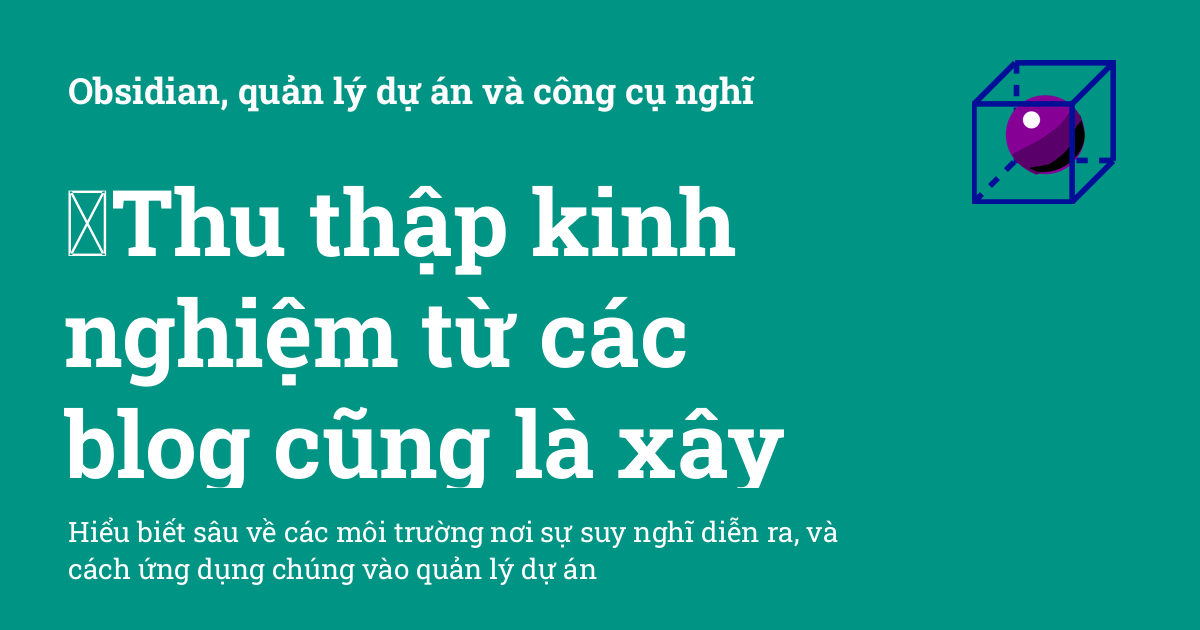 Obsidian, quản lý dự án và công cụ nghĩ
Thu thập kinh
nghiệm từ các
blog cũng là xây
Hiểu biết sâu về các môi trường nơi sự suy nghĩ diễn ra, và
cách ứng dụng chúng vào quản lý dự án